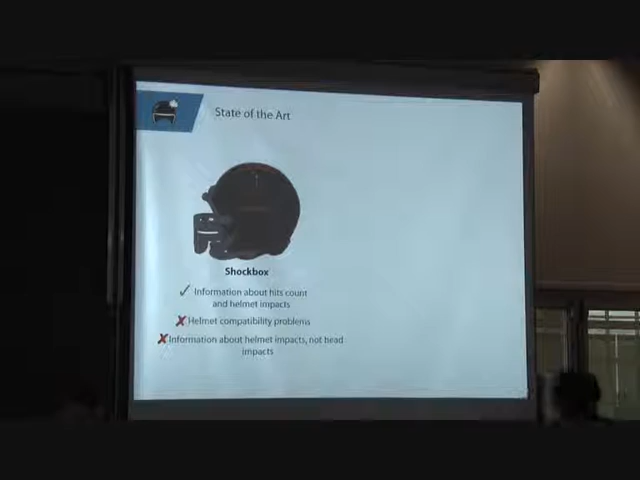 State of the Art
Shockbox
Information about hits count
and helmet impacts
Helmet compatibility problems
Information about helmet impacts, not head
impacts